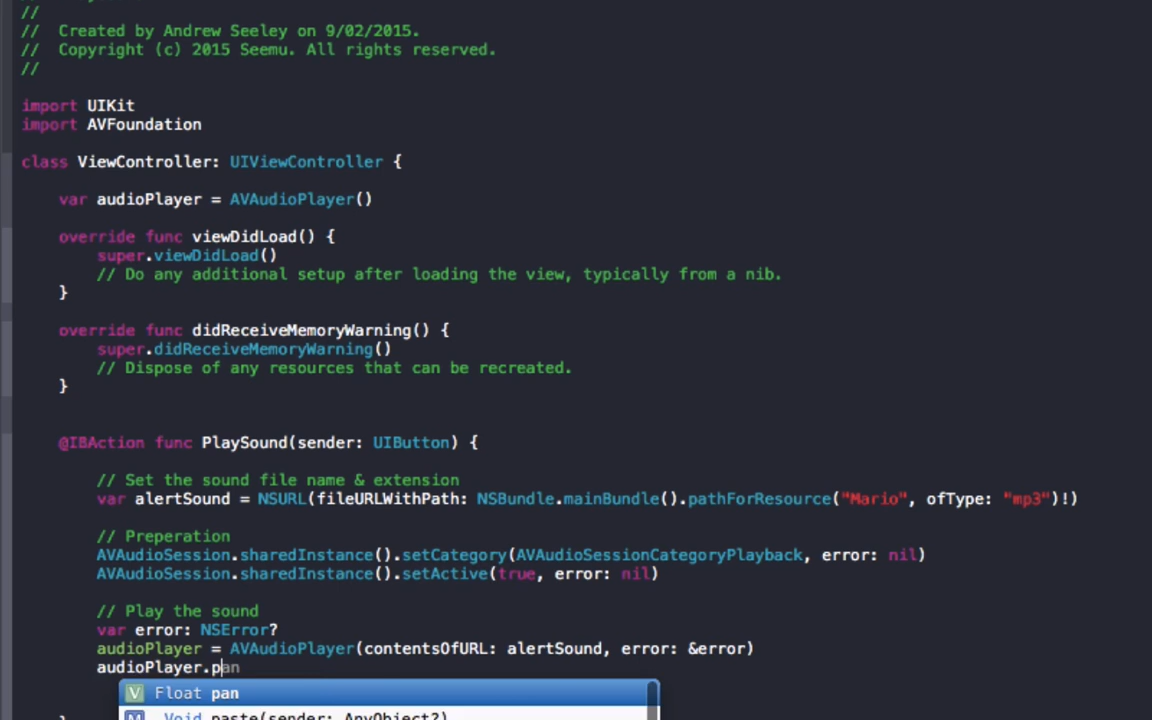 //
// Created by Andrew Seeley on 9/02/2015.
// Copyright (c) 2015 Seemu. All rights reserved.
//
import UIKit
import AVFoundation
class ViewController: UIViewController {
var audioPlayer = AVAudioPlayer()
override func viewDidLoad() {
super.viewDidLoad()
// Do any additional setup after loading the view, typically from a nib.
}
override func didReceiveMemoryWarning() {
super.didReceiveMemoryWarning()
// Dispose of any resources that can be recreated.
}
@IBAction func PlaySound(sender: UIButton) {
// Set the sound file name & extension
var alertSound = NSURL(fileURLWithPath: NSBundle.mainBundle().pathForResource("Mario", ofType: "mp3")!)
// Preperation
AVAudioSession.sharedInstance().setCategory(AVAudioSessionCategoryPlayback, error: nil)
AVAudioSession.sharedInstance().setActive(true, error: nil)
// Play the sound
var error: NSError?
audioPlayer = AVAudioPlayer(contentsOfURL: alertSound, error: &error)
audioPlayer.pan
V Float pan
M Void paste(sender: AnyObject?)
}